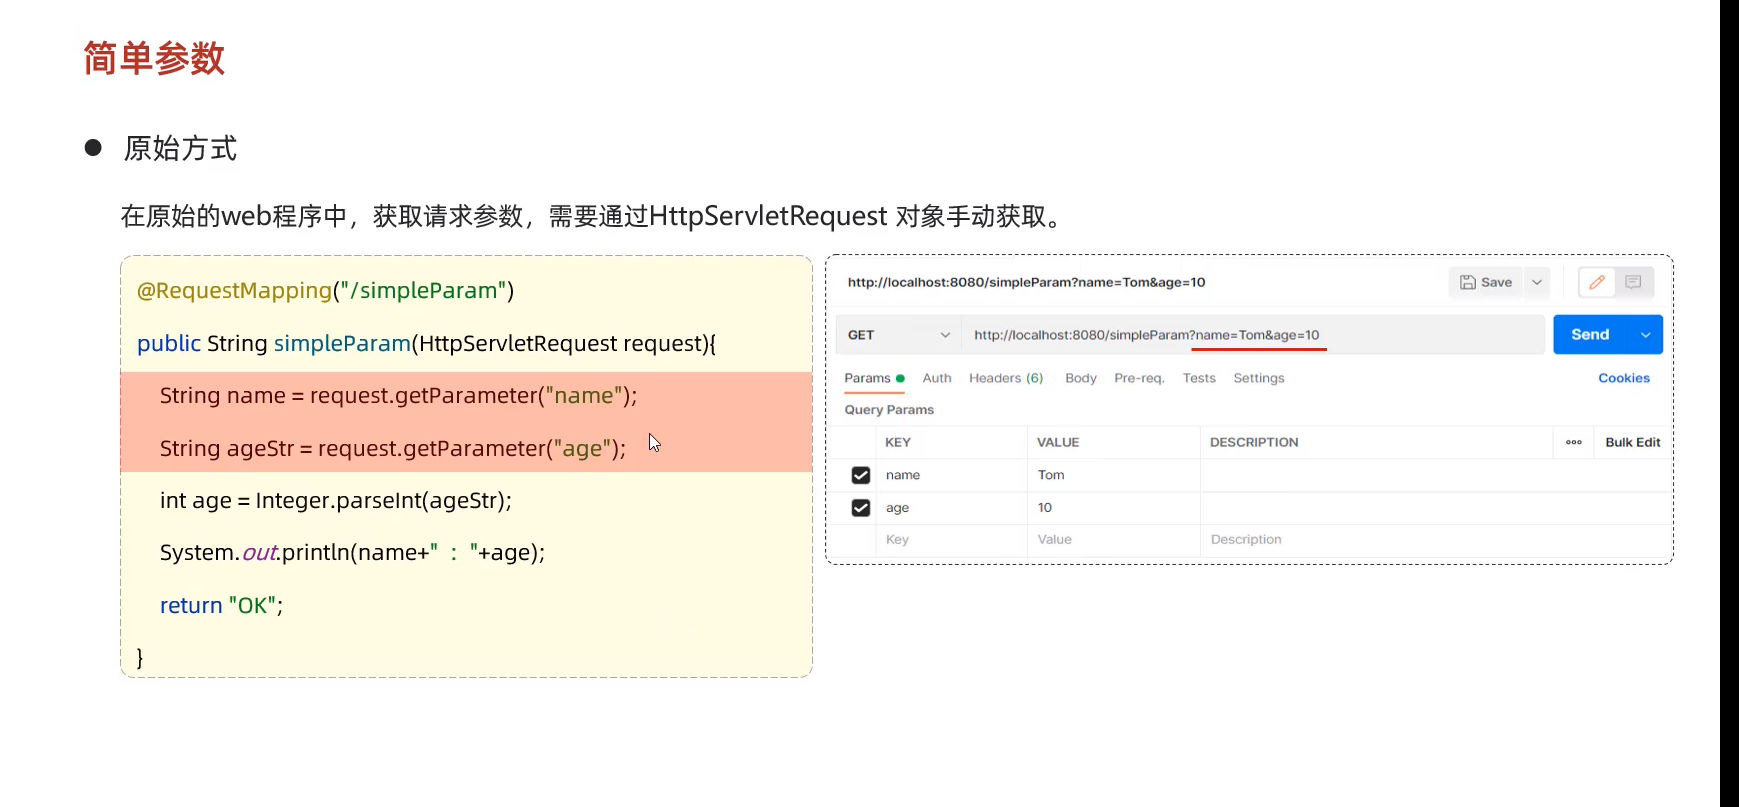 简单参数
● 原始方式
在原始的web程序中，获取请求参数，需要通过HttpServletRequest 对象手动获取。
@RequestMapping("/simpleParam")
public String simpleParam(HttpServletRequest request){
String name = request.getParameter("name");
String ageStr = request.getParameter("age");
int age = Integer.parseInt(ageStr);
System.out.println(name+" : "+age);
return "OK";
}
http://localhost:8080/simpleParam?name=Tom&age=10 Save
GET http://localhost:8080/simpleParam?name=Tom&age=10 Send
Params Auth Headers (6) Body Pre-req. Tests Settings Cookies
Query Params
KEY VALUE DESCRIPTION ooo Bulk Edit
name Tom
age 10
Key Value Description